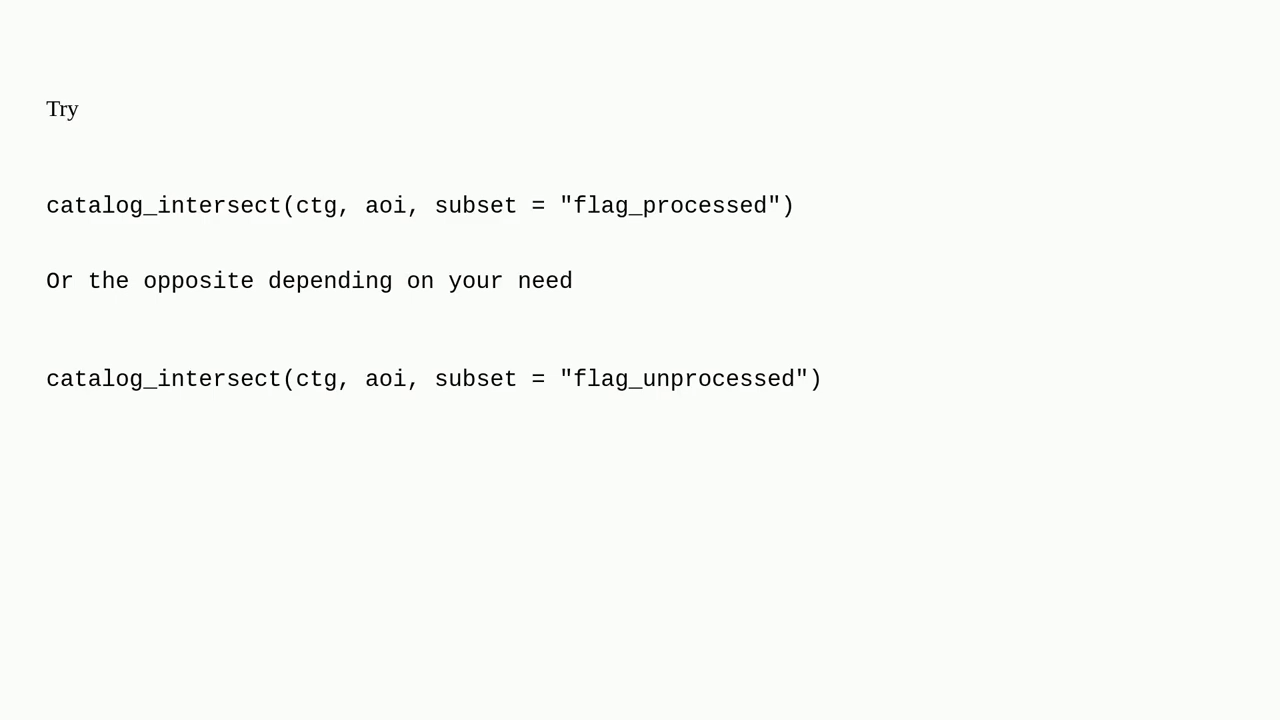 Try
catalog_intersect(ctg, aoi, subset = "flag_processed")
Or the opposite depending on your need
catalog_intersect(ctg, aoi, subset = "flag_unprocessed")